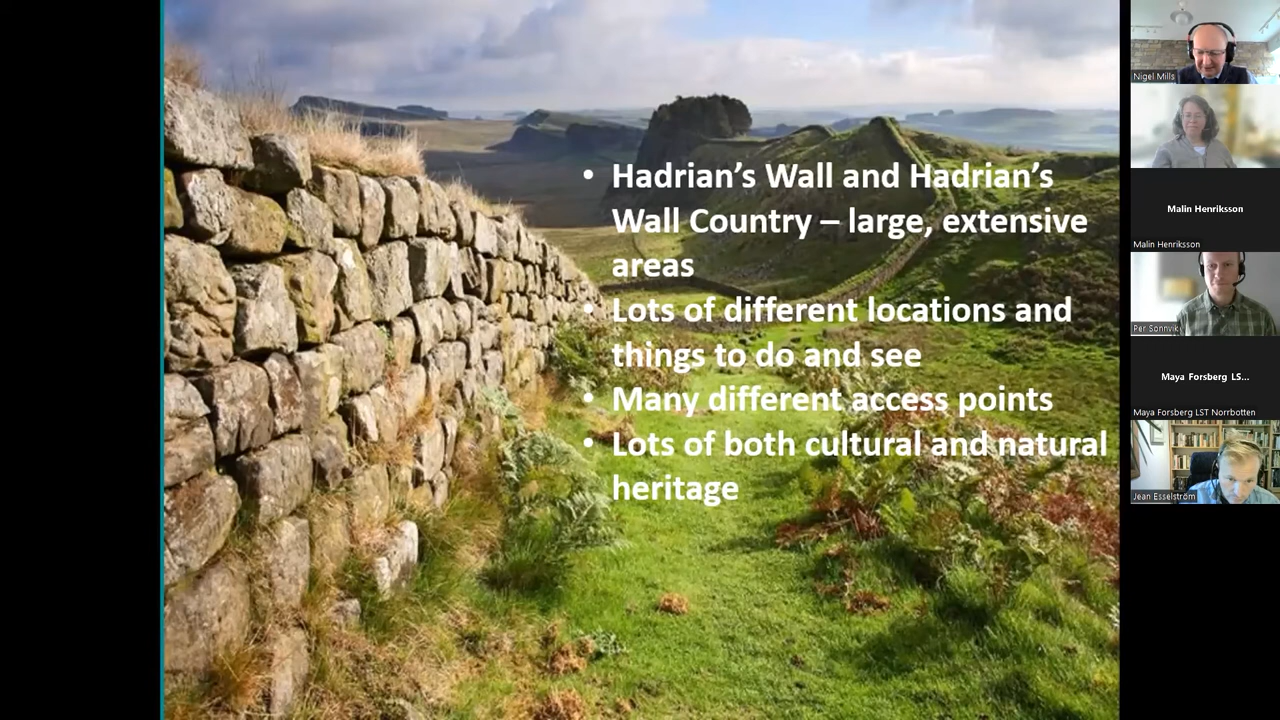 • Hadrian’s Wall and Hadrian’s
Wall Country – large, extensive
areas
• Lots of different locations and
things to do and see
• Many different access points
• Lots of both cultural and natural
heritage
Nigel Mills
Malin Henriksson
Malin Henriksson
Per Sonnvik
Maya Forsberg LS...
Maya Forsberg LST Norrbotten
Jean Esselström